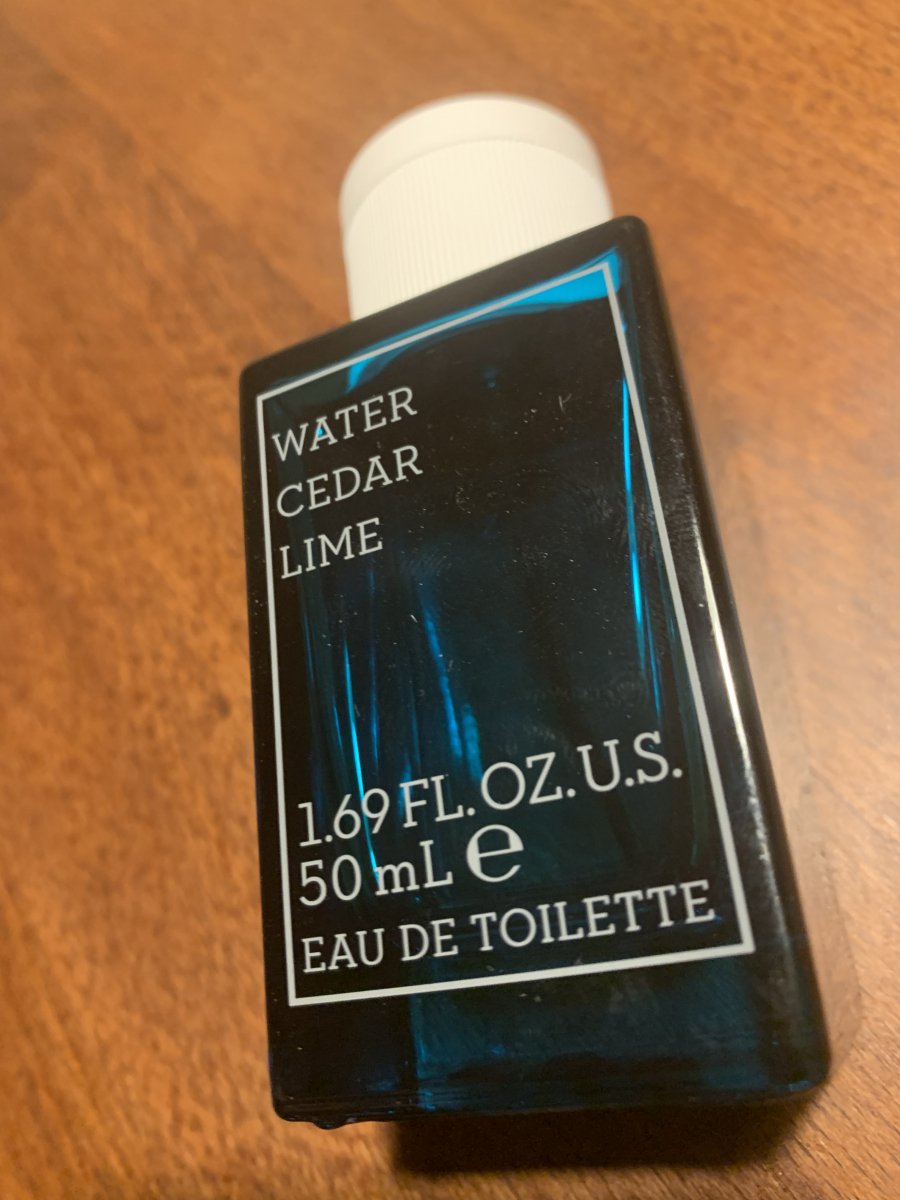 WATER
CEDAR
LIME
1.69 FL. OZ. U.S.
50 mL ℮
EAU DE TOILETTE